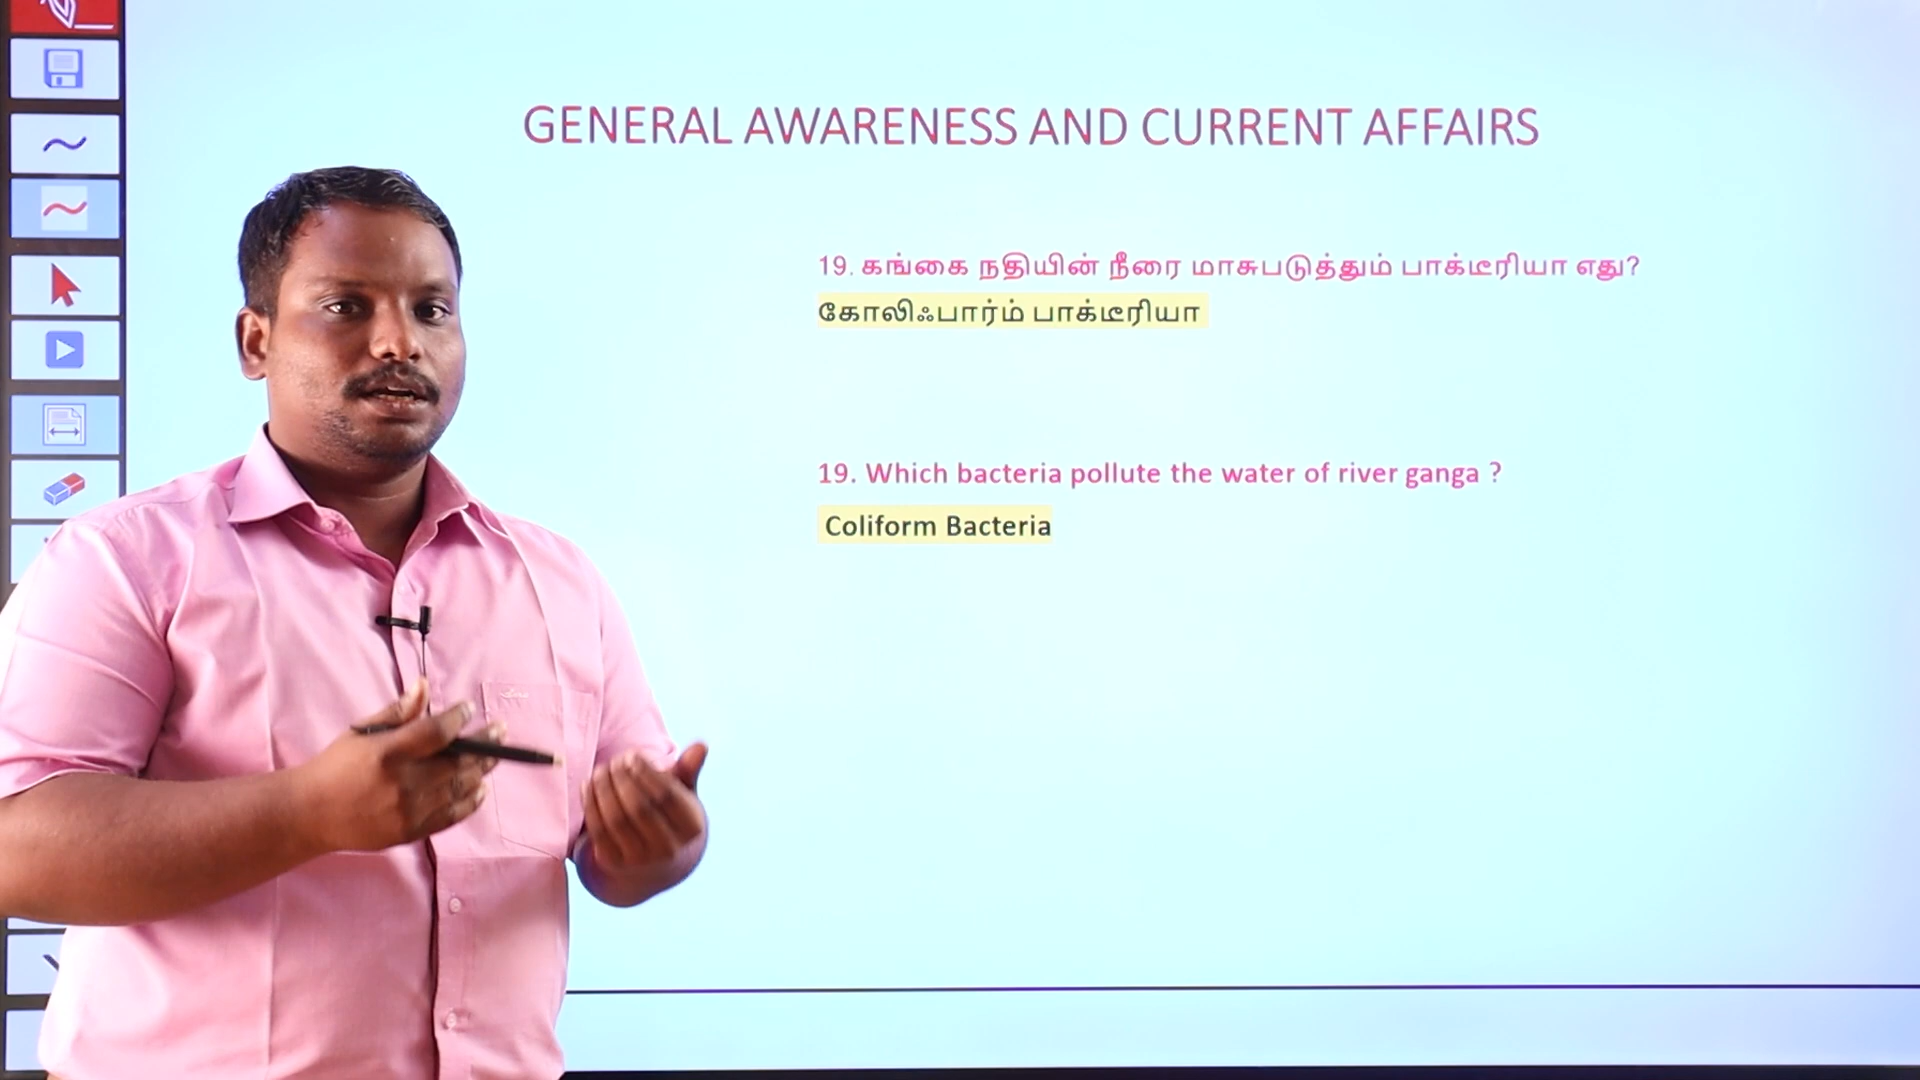 GENERAL AWARENESS AND CURRENT AFFAIRS
19. கங்கை நதியின் நீரை மாசுபடுத்தும் பாக்டீரியா எது?
கோலிஃபார்ம் பாக்டீரியா
19. Which bacteria pollute the water of river ganga ?
Coliform Bacteria